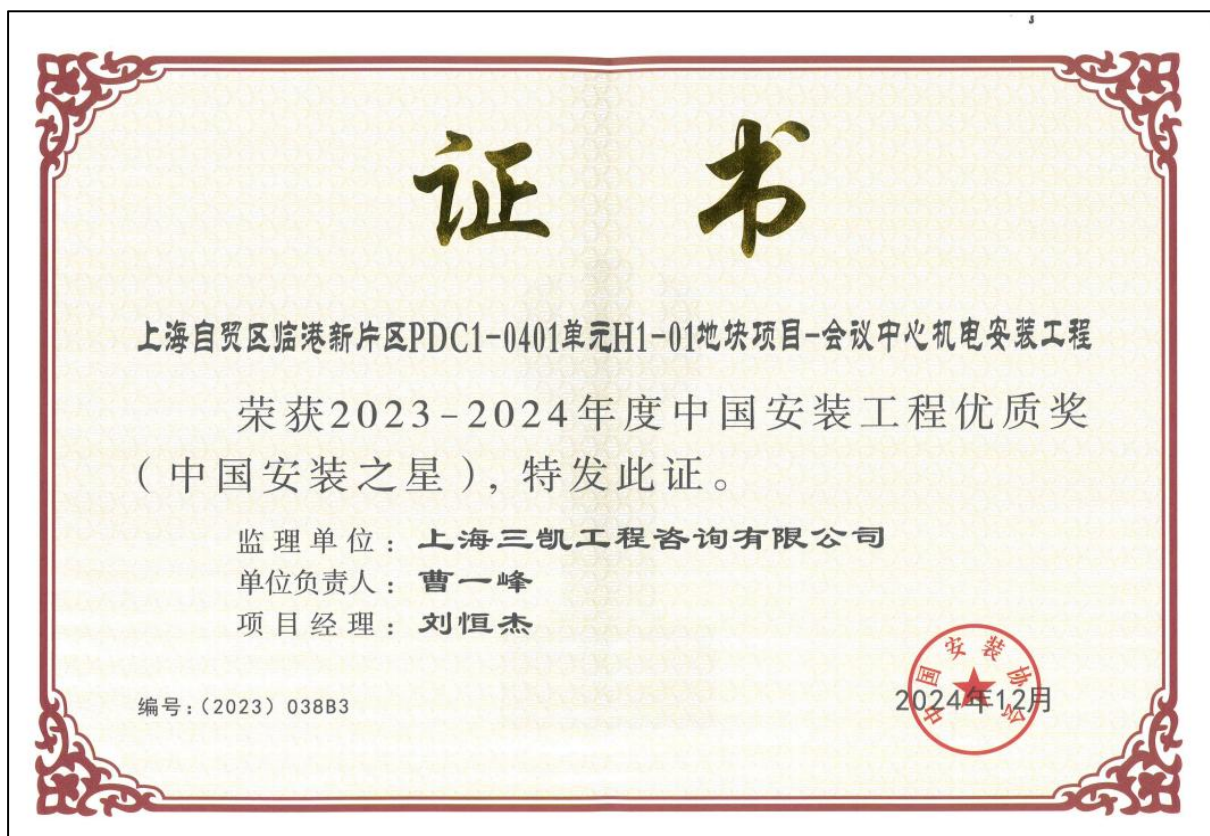 证 书
上海自贸区临港新片区PDC1-0401单元H1-01地块项目-会议中心机电安装工程
荣获2023-2024年度中国安装工程优质奖
(中国安装之星), 特发此证。
监理单位: 上海三凯工程咨询有限公司
单位负责人: 曹一峰
项目经理: 刘恒杰
中国安装协会
编号:(2023) 038B3
2024年12月